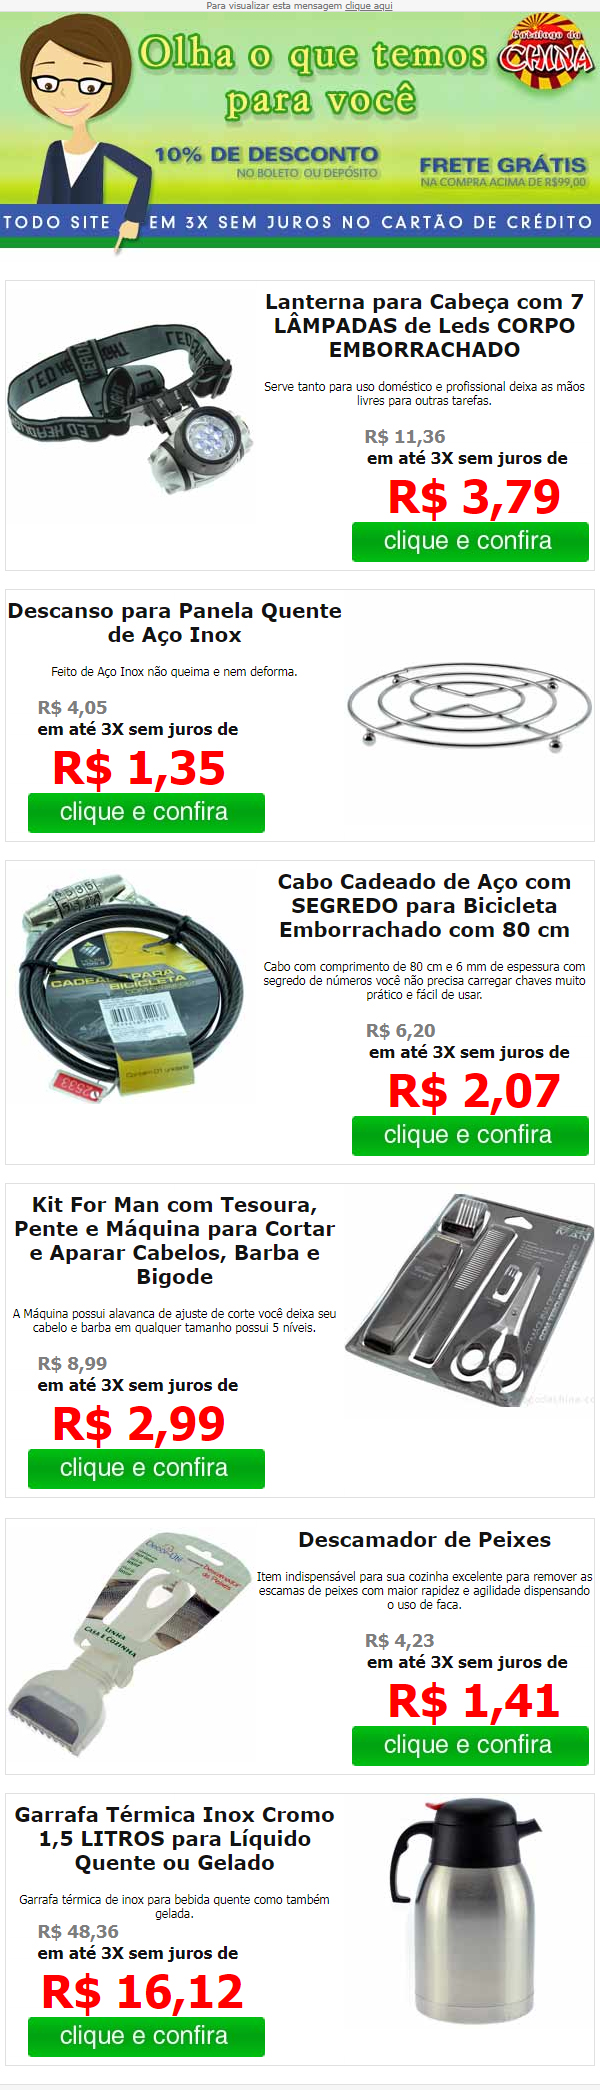 Para visualizar esta mensagem clique aqui
Olha o que temos
para você
Catálogo da
CHINA
10% DE DESCONTO
NO BOLETO OU DEPÓSITO
FRETE GRÁTIS
NA COMPRA ACIMA DE R$99,00
TODO SITE EM 3X SEM JUROS NO CARTÃO DE CRÉDITO
Lanterna para Cabeça com 7
LÂMPADAS de Leds CORPO
EMBORRACHADO
Serve tanto para uso doméstico e profissional deixa as mãos
livres para outras tarefas.
R$ 11,36
em até 3X sem juros de
R$ 3,79
clique e confira
Descanso para Panela Quente
de Aço Inox
Feito de Aço Inox não queima e nem deforma.
R$ 4,05
em até 3X sem juros de
R$ 1,35
clique e confira
CADEADO PARA
BICICLETA
Contém 01 unidade
Cabo Cadeado de Aço com
SEGREDO para Bicicleta
Emborrachado com 80 cm
Cabo com comprimento de 80 cm e 6 mm de espessura com
segredo de números você não precisa carregar chaves muito
prático e fácil de usar.
R$ 6,20
em até 3X sem juros de
R$ 2,07
clique e confira
Kit For Man com Tesoura,
Pente e Máquina para Cortar
e Aparar Cabelos, Barba e
Bigode
A Máquina possui alavanca de ajuste de corte você deixa seu
cabelo e barba em qualquer tamanho possui 5 níveis.
R$ 8,99
em até 3X sem juros de
R$ 2,99
clique e confira
LINHA
CASA E COZINHA
Descamador de Peixes
Item indispensável para sua cozinha excelente para remover as
escamas de peixes com maior rapidez e agilidade dispensando
o uso de faca.
R$ 4,23
em até 3X sem juros de
R$ 1,41
clique e confira
Garrafa Térmica Inox Cromo
1,5 LITROS para Líquido
Quente ou Gelado
Garrafa térmica de inox para bebida quente como também
gelada.
R$ 48,36
em até 3X sem juros de
R$ 16,12
clique e confira